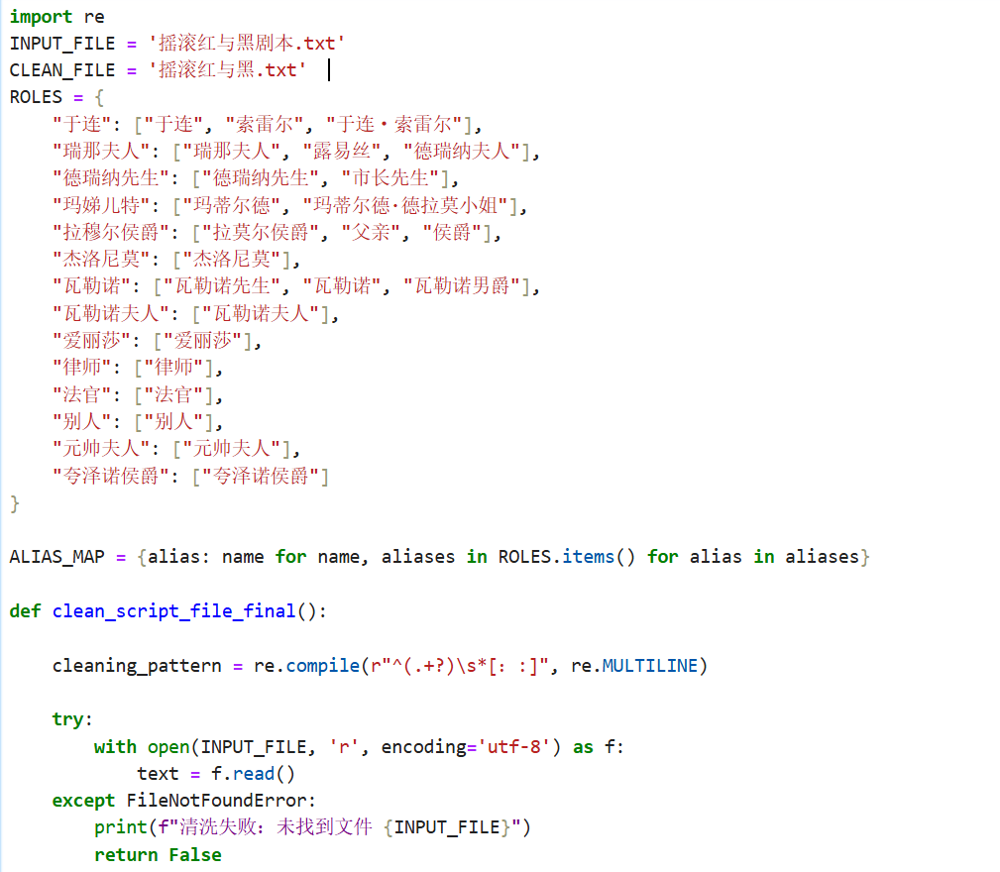 import re
INPUT_FILE = '摇滚红与黑剧本.txt'
CLEAN_FILE = '摇滚红与黑.txt'
ROLES = {
    "于连": ["于连", "索雷尔", "于连·索雷尔"],
    "瑞那夫人": ["瑞那夫人", "露易丝", "德瑞纳夫人"],
    "德瑞纳先生": ["德瑞纳先生", "市长先生"],
    "玛娣儿特": ["玛蒂尔德", "玛蒂尔德·德拉莫小姐"],
    "拉穆尔侯爵": ["拉莫尔侯爵", "父亲", "侯爵"],
    "杰洛尼莫": ["杰洛尼莫"],
    "瓦勒诺": ["瓦勒诺先生", "瓦勒诺", "瓦勒诺男爵"],
    "瓦勒诺夫人": ["瓦勒诺夫人"],
    "爱丽莎": ["爱丽莎"],
    "律师": ["律师"],
    "法官": ["法官"],
    "别人": ["别人"],
    "元帅夫人": ["元帅夫人"],
    "夸泽诺侯爵": ["夸泽诺侯爵"]
}
ALIAS_MAP = {alias: name for name, aliases in ROLES.items() for alias in aliases}
def clean_script_file_final():
    cleaning_pattern = re.compile(r"^(.+?)\s*[：:]", re.MULTILINE)
    try:
        with open(INPUT_FILE, 'r', encoding='utf-8') as f:
            text = f.read()
    except FileNotFoundError:
        print(f"清洗失败：未找到文件 {INPUT_FILE}")
        return False